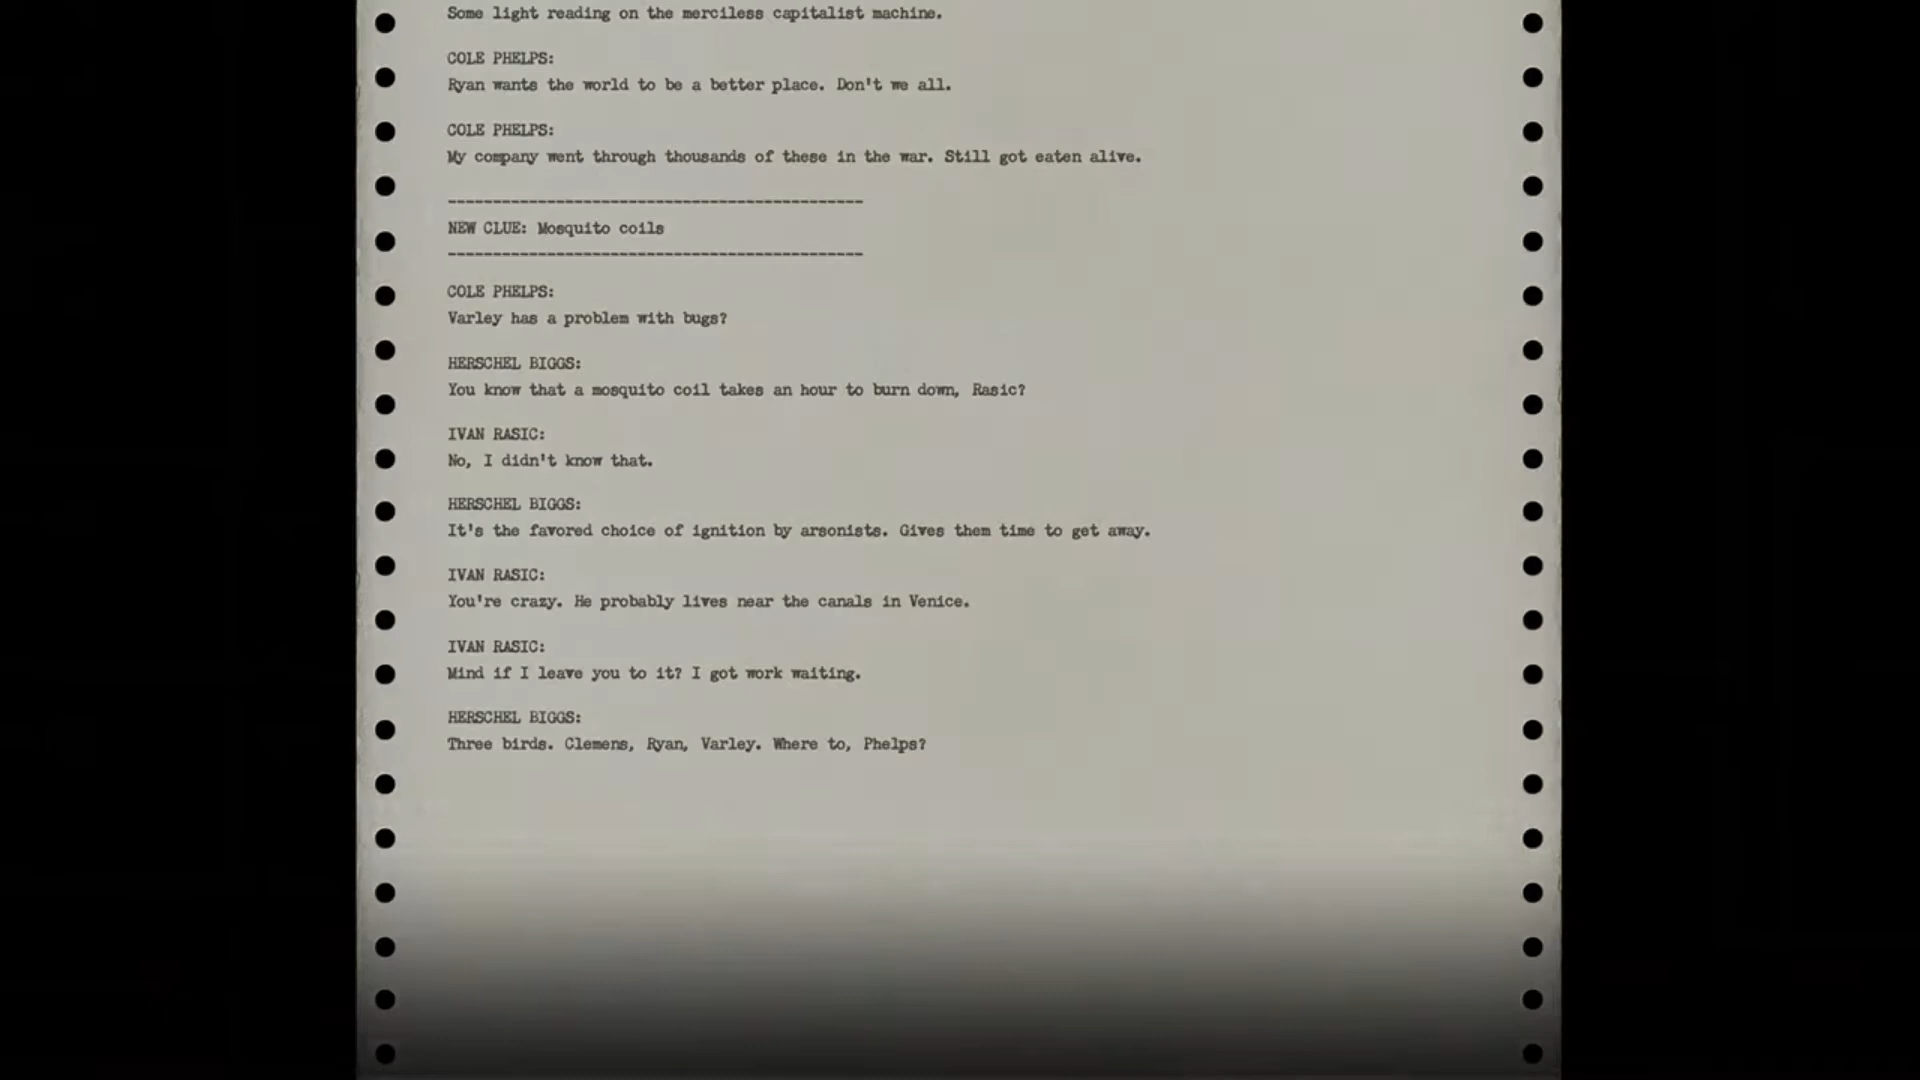 Some light reading on the merciless capitalist machine.
COLE PHELPS:
Ryan wants the world to be a better place. Don't we all.
COLE PHELPS:
My company went through thousands of these in the war. Still got eaten alive.
----------------------------------------------
NEW CLUE: Mosquito coils
----------------------------------------------
COLE PHELPS:
Varley has a problem with bugs?
HERSCHEL BIGGS:
You know that a mosquito coil takes an hour to burn down, Rasic?
IVAN RASIC:
No, I didn't know that.
HERSCHEL BIGGS:
It's the favored choice of ignition by arsonists. Gives them time to get away.
IVAN RASIC:
You're crazy. He probably lives near the canals in Venice.
IVAN RASIC:
Mind if I leave you to it? I got work waiting.
HERSCHEL BIGGS:
Three birds. Clemens, Ryan, Varley. Where to, Phelps?